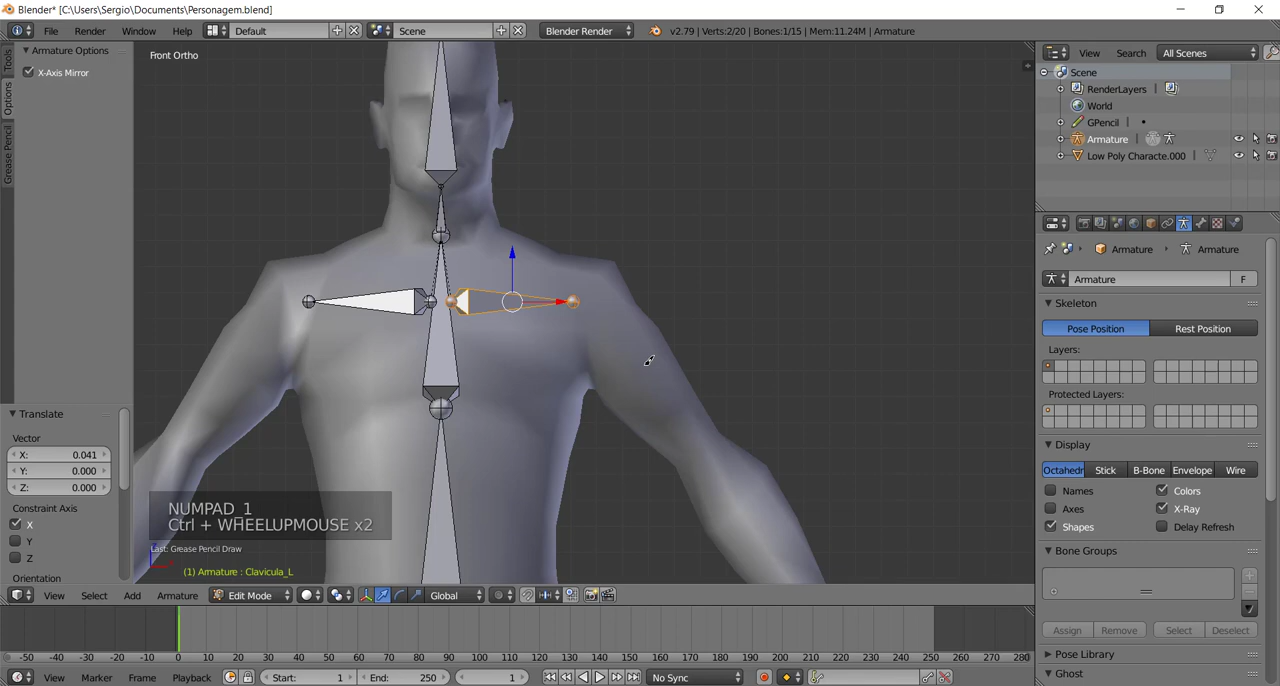 Blender* [C:\Users\Sergio\Documents\Personagem.blend]
File Render Window Help Default Scene Blender Render v2.79 | Verts:2/20 | Bones:1/15 | Mem:11.24M | Armature
Armature Options
X-Axis Mirror
Tools
Options
Grease Pencil
Front Ortho
View Search All Scenes
Scene
RenderLayers
World
GPencil
Armature
Low Poly Characte.000
Armature Armature
Armature F
Skeleton
Pose Position Rest Position
Layers:
Protected Layers:
Display
Octahedr Stick B-Bone Envelope Wire
Names Colors
Axes X-Ray
Shapes Delay Refresh
Bone Groups
Assign Remove Select Deselect
Pose Library
Ghost
Translate
Vector
X: 0.041
Y: 0.000
Z: 0.000
Constraint Axis
X
Y
Z
Orientation
NUMPAD_1
Ctrl + WHEELUPMOUSE x2
Last: Grease Pencil Draw
(1) Armature : Clavicula_L
View Select Add Armature Edit Mode Global
-50 -40 -30 -20 -10 0 10 20 30 40 50 60 70 80 90 100 110 120 130 140 150 160 170 180 190 200 210 220 230 240 250 260 270 280
View Marker Frame Playback Start: 1 End: 250 1 No Sync